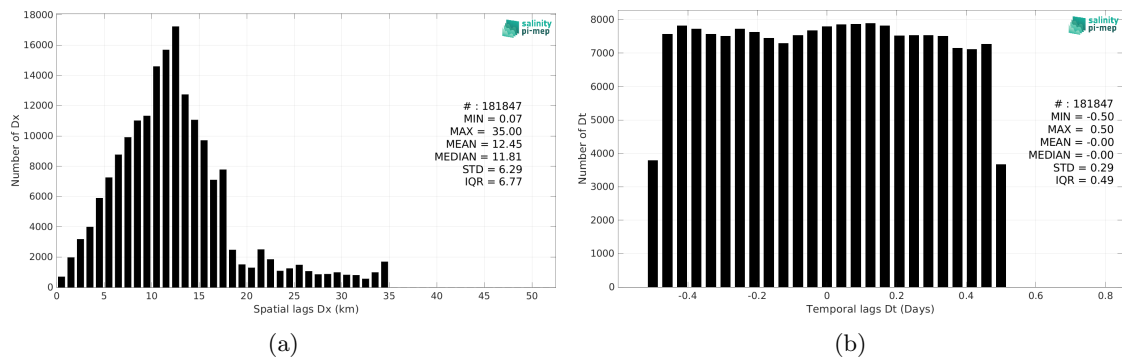 18000
16000
14000
12000
10000
8000
6000
4000
2000
0
Number of Dx
salinity
pi-mep
# : 181847
MIN = 0.07
MAX = 35.00
MEAN = 12.45
MEDIAN = 11.81
STD = 6.29
IQR = 6.77
0 5 10 15 20 25 30 35 40 45 50
Spatial lags Dx (km)
(a)
8000
7000
6000
5000
4000
3000
2000
1000
0
Number of Dt
salinity
pi-mep
# : 181847
MIN = -0.50
MAX = 0.50
MEAN = -0.00
MEDIAN = -0.00
STD = 0.29
IQR = 0.49
-0.4 -0.2 0 0.2 0.4 0.6 0.8
Temporal lags Dt (Days)
(b)